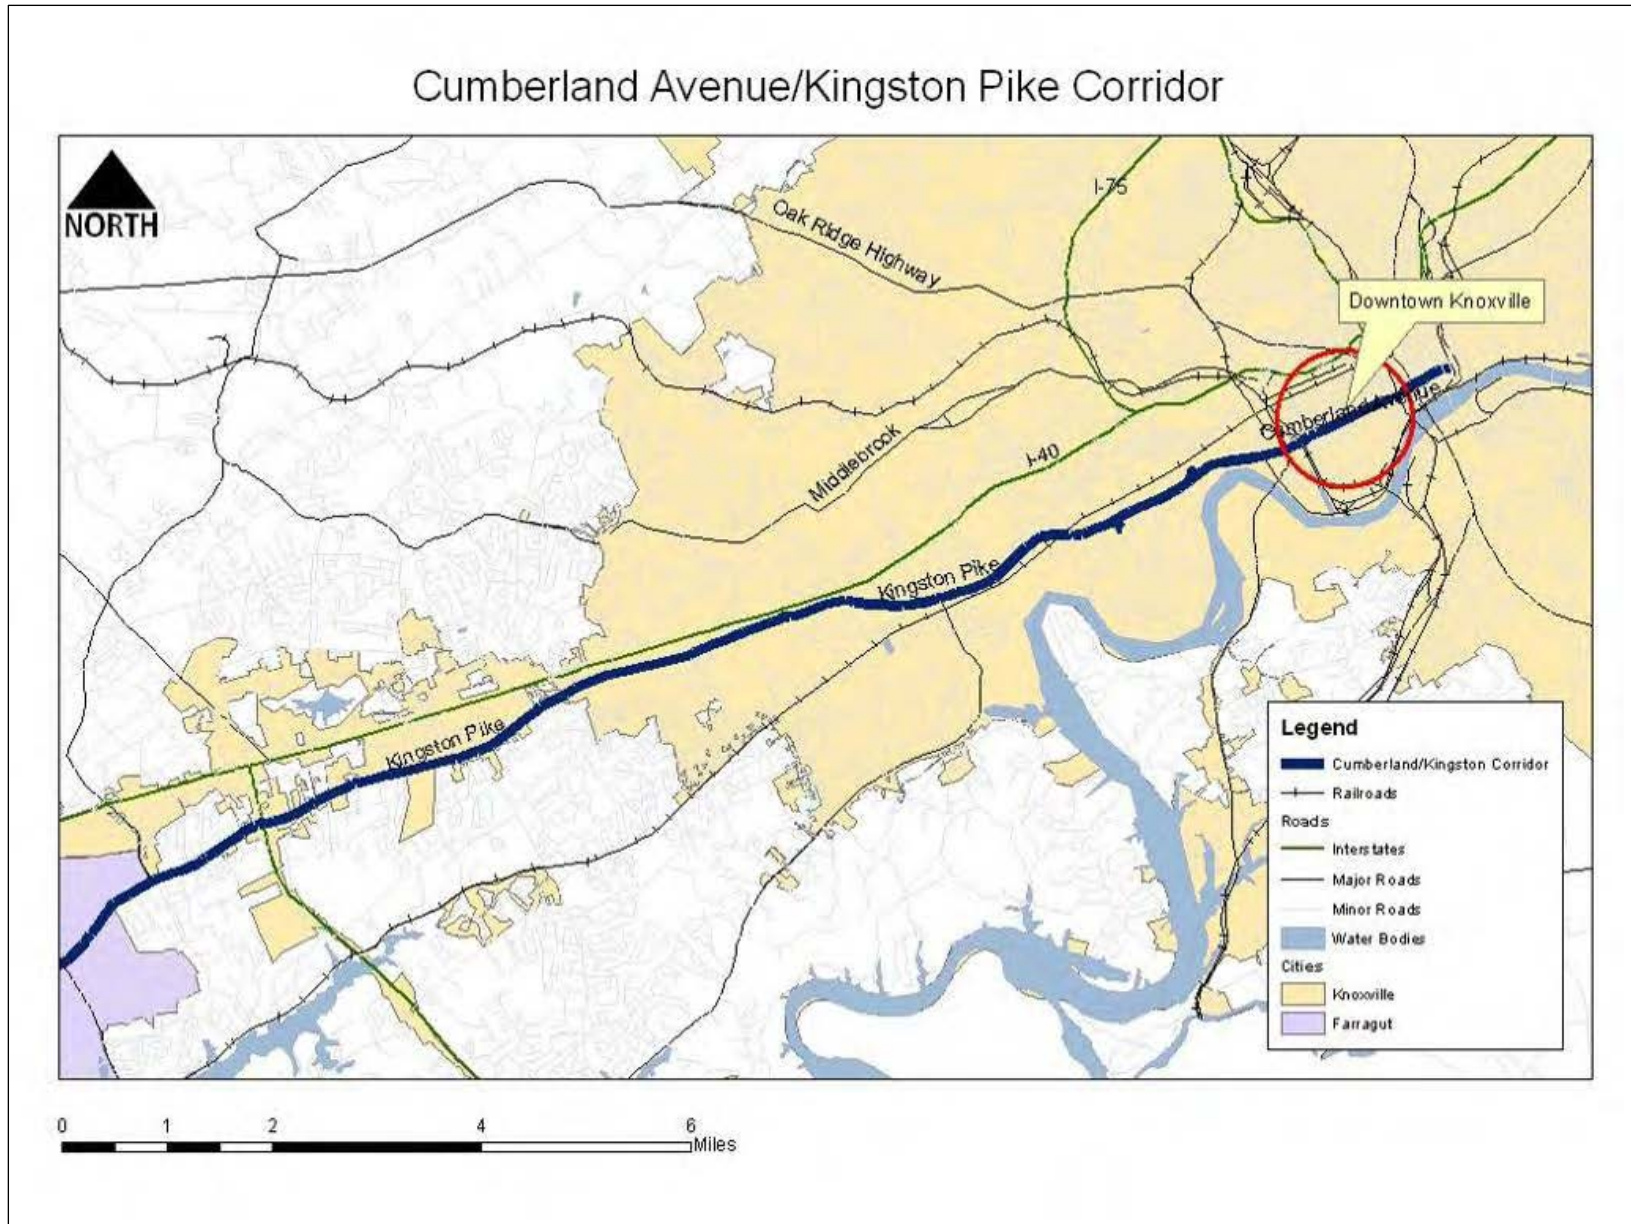 Cumberland Avenue/Kingston Pike Corridor
NORTH
I-75
Oak Ridge Highway
Downtown Knoxville
Cumberland Avenue
Middlebrook
I-40
Kingston Pike
Kingston Pike
Legend
Cumberland/Kingston Corridor
Railroads
Roads
Interstates
Major Roads
Minor Roads
Water Bodies
Cities
Knoxville
Farragut
0 1 2 4 6
Miles